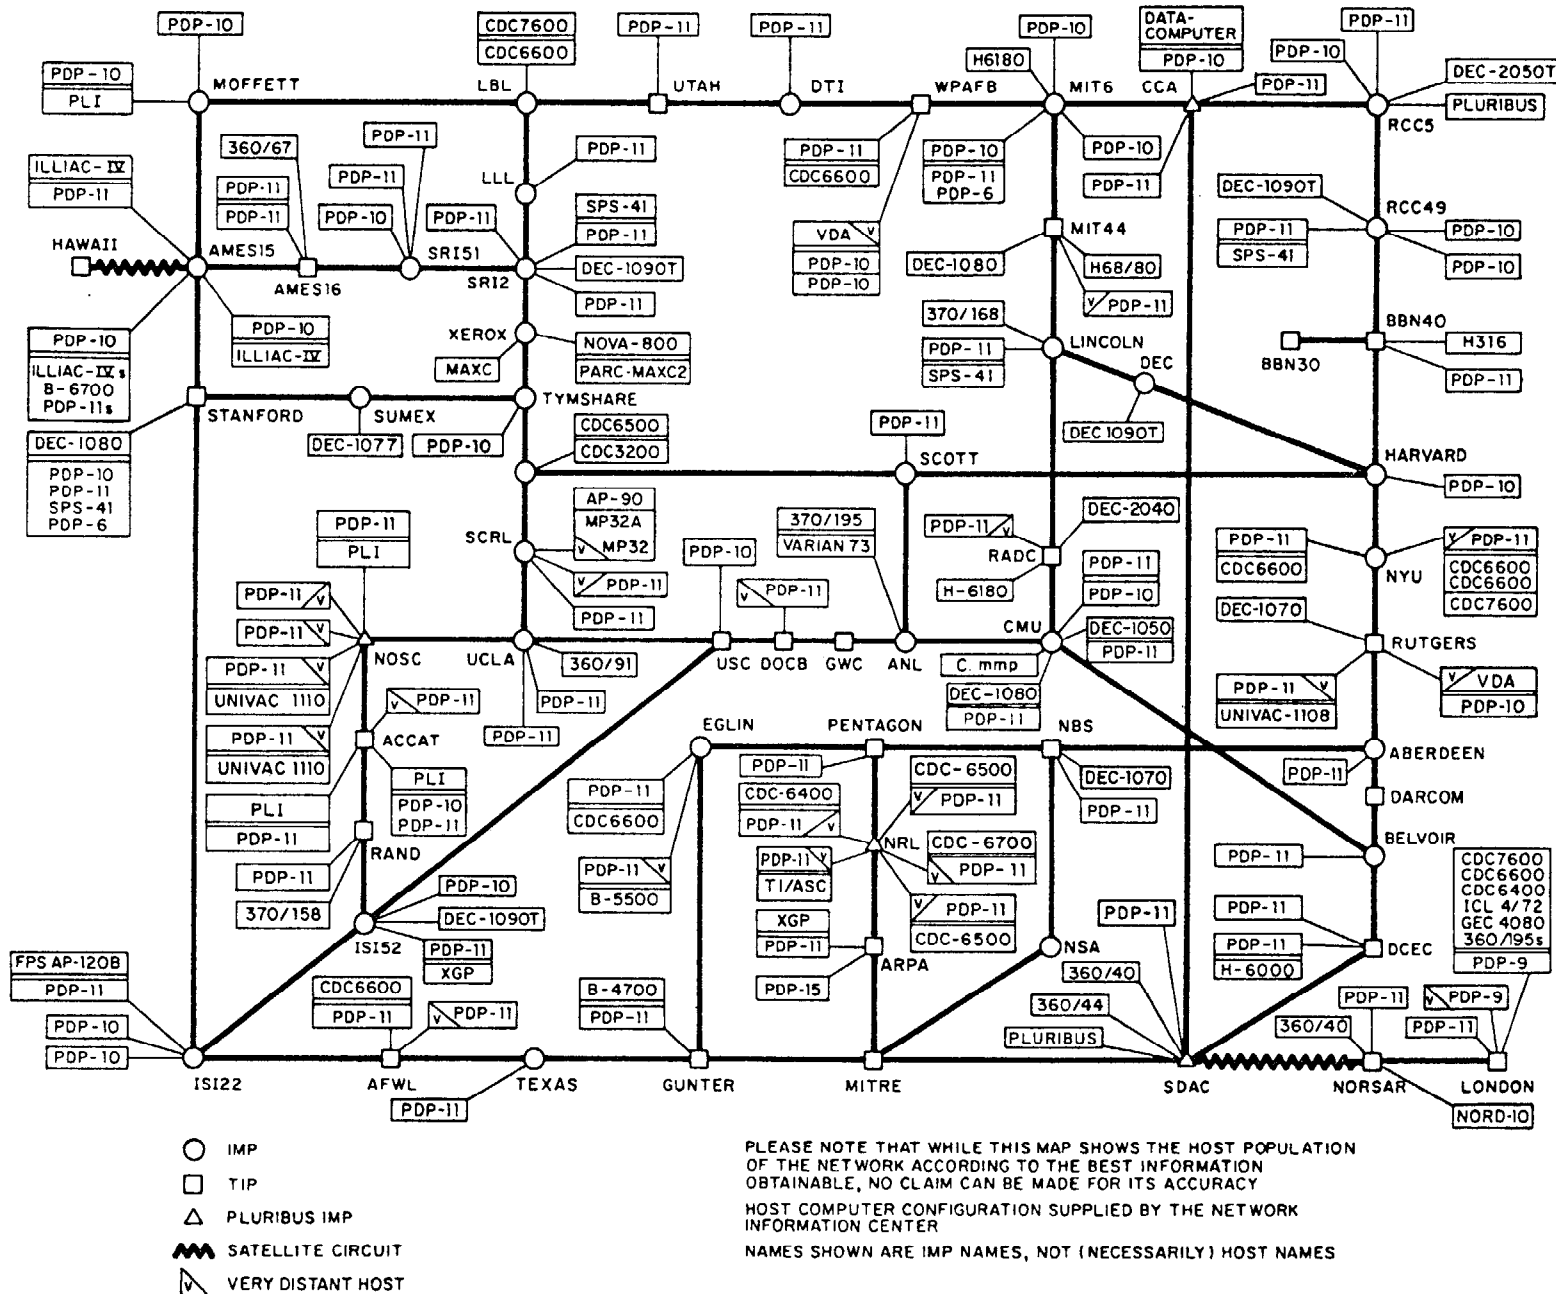 PDP-10
CDC7600
CDC6600
PDP-11
PDP-11
PDP-10
DATA-
COMPUTER
PDP-10
PDP-11
PDP-10
PDP-11
DEC-2050T
PLURIBUS
PDP-10
PLI
MOFFETT
LBL
UTAH
DTI
WPAFB
H6180
MIT6
CCA
RCC5
360/67
PDP-11
PDP-11
PDP-11
CDC6600
PDP-10
PDP-11
PDP-6
PDP-10
PDP-11
ILLIAC-IV
PDP-11
PDP-11
PDP-11
PDP-11
PDP-10
LLL
PDP-11
SPS-41
PDP-11
DEC-1090T
PDP-11
VDA V
PDP-10
PDP-10
MIT44
DEC-1080
H68/80
V PDP-11
DEC-1090T
PDP-11
SPS-41
RCC49
PDP-10
PDP-10
HAWAII
AMES15
AMES16
SRI51
SRI2
PDP-10
ILLIAC-IV
PDP-10
ILLIAC-IVs
B-6700
PDP-11s
XEROX
MAXC
NOVA-800
PARC-MAXC2
370/168
PDP-11
SPS-41
LINCOLN
DEC
DEC 1090T
BBN30
BBN40
H316
PDP-11
STANFORD
SUMEX
TYMSHARE
DEC-1080
PDP-10
PDP-11
SPS-41
PDP-6
DEC-1077
PDP-10
CDC6500
CDC3200
PDP-11
SCOTT
HARVARD
PDP-10
PDP-11
PLI
SCRL
AP-90
MP32A
V MP32
V PDP-11
PDP-11
PDP-10
V PDP-11
370/195
VARIAN 73
PDP-11 V
RADC
H-6180
DEC-2040
PDP-11
PDP-10
PDP-11
CDC6600
NYU
V PDP-11
CDC6600
CDC6600
CDC7600
DEC-1070
PDP-11 V
PDP-11 V
PDP-11 V
UNIVAC 1110
PDP-11 V
UNIVAC 1110
NOSC
UCLA
360/91
PDP-11
PDP-11
USC
DOCB
GWC
ANL
CMU
C.mmp
DEC-1050
PDP-11
DEC-1080
PDP-11
RUTGERS
PDP-11 V
UNIVAC-1108
V VDA
PDP-10
V PDP-11
ACCAT
PLI
PDP-10
PDP-11
PLI
PDP-11
RAND
PDP-11
370/158
EGLIN
PDP-11
CDC6600
PDP-11 V
B-5500
PENTAGON
PDP-11
CDC-6400
PDP-11 V
PDP-11 V
TI/ASC
NRL
CDC-6500
V PDP-11
CDC-6700
V PDP-11
V PDP-11
CDC-6500
NBS
DEC-1070
PDP-11
ABERDEEN
PDP-11
DARCOM
BELVOIR
PDP-11
PDP-10
DEC-1090T
PDP-11
XGP
ISI52
XGP
PDP-11
PDP-15
ARPA
NSA
PDP-11
360/40
360/44
PLURIBUS
PDP-11
PDP-11
H-6000
DCEC
CDC7600
CDC6600
CDC6400
ICL 4/72
GEC 4080
360/195s
PDP-9
FPS AP-120B
PDP-11
PDP-10
PDP-10
CDC6600
PDP-11
V PDP-11
B-4700
PDP-11
360/40
PDP-11
V PDP-9
PDP-11
ISI22
AFWL
TEXAS
PDP-11
GUNTER
MITRE
SDAC
NORSAR
LONDON
NORD-10
IMP
TIP
PLURIBUS IMP
SATELLITE CIRCUIT
V VERY DISTANT HOST
PLEASE NOTE THAT WHILE THIS MAP SHOWS THE HOST POPULATION
OF THE NETWORK ACCORDING TO THE BEST INFORMATION
OBTAINABLE, NO CLAIM CAN BE MADE FOR ITS ACCURACY
HOST COMPUTER CONFIGURATION SUPPLIED BY THE NETWORK
INFORMATION CENTER
NAMES SHOWN ARE IMP NAMES, NOT (NECESSARILY) HOST NAMES